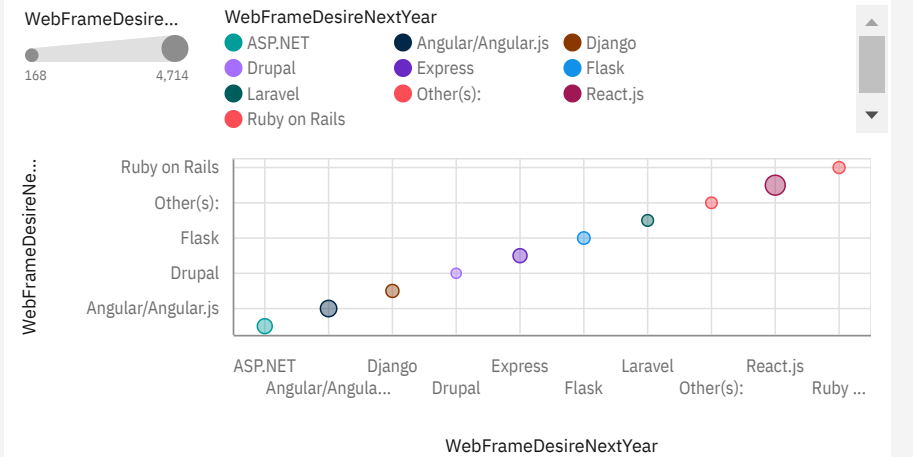 WebFrameDesire...
168 4,714
WebFrameDesireNextYear
ASP.NET Angular/Angular.js Django
Drupal Express Flask
Laravel Other(s): React.js
Ruby on Rails
WebFrameDesireNe...
Ruby on Rails
Other(s):
Flask
Drupal
Angular/Angular.js
ASP.NET Django Express Laravel React.js
Angular/Angula... Drupal Flask Other(s): Ruby ...
WebFrameDesireNextYear